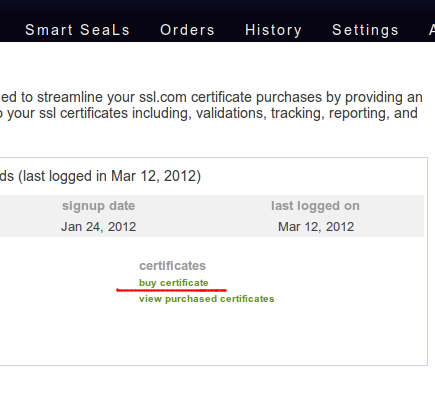 Smart SeaLs Orders History Settings A
ed to streamline your ssl.com certificate purchases by providing an
o your ssl certificates including, validations, tracking, reporting, and
ds (last logged in Mar 12, 2012)
signup date last logged on
Jan 24, 2012 Mar 12, 2012
certificates
buy certificate
view purchased certificates